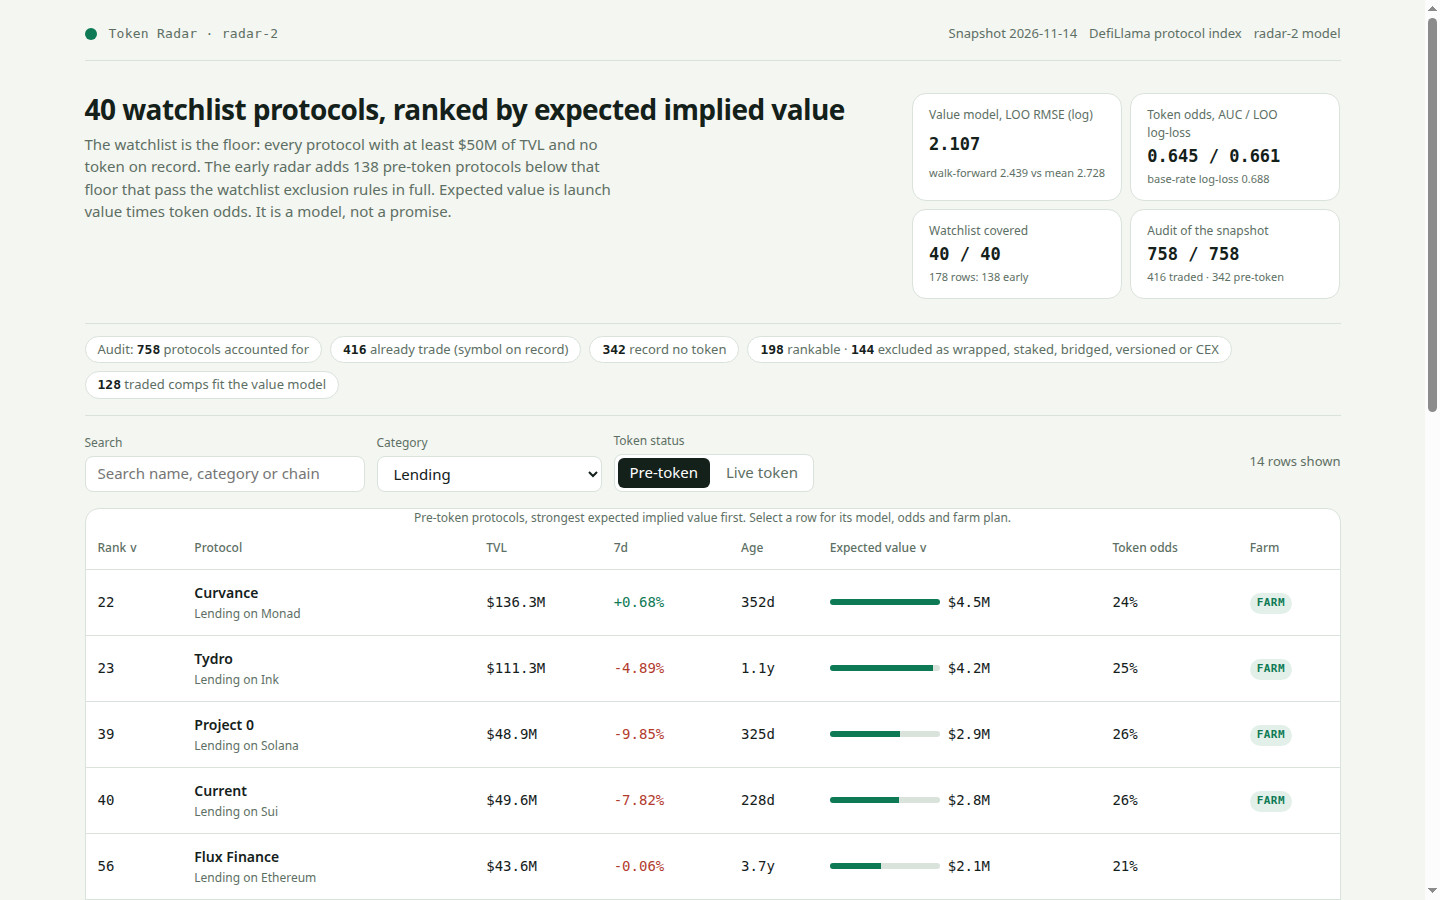 Token Radar · radar-2
Snapshot 2026-11-14 DefiLlama protocol index radar-2 model
40 watchlist protocols, ranked by expected implied value
The watchlist is the floor: every protocol with at least $50M of TVL and no
token on record. The early radar adds 138 pre-token protocols below that
floor that pass the watchlist exclusion rules in full. Expected value is launch
value times token odds. It is a model, not a promise.
Value model, LOO RMSE (log)
2.107
walk-forward 2.439 vs mean 2.728
Token odds, AUC / LOO
log-loss
0.645 / 0.661
base-rate log-loss 0.688
Watchlist covered
40 / 40
178 rows: 138 early
Audit of the snapshot
758 / 758
416 traded · 342 pre-token
Audit: 758 protocols accounted for
416 already trade (symbol on record)
342 record no token
198 rankable · 144 excluded as wrapped, staked, bridged, versioned or CEX
128 traded comps fit the value model
Search
Search name, category or chain
Category
Lending
Token status
Pre-token Live token
14 rows shown
Pre-token protocols, strongest expected implied value first. Select a row for its model, odds and farm plan.
Rank v Protocol TVL 7d Age Expected value v Token odds Farm
22 Curvance $136.3M +0.68% 352d $4.5M 24% FARM
Lending on Monad
23 Tydro $111.3M -4.89% 1.1y $4.2M 25% FARM
Lending on Ink
39 Project 0 $48.9M -9.85% 325d $2.9M 26% FARM
Lending on Solana
40 Current $49.6M -7.82% 228d $2.8M 26% FARM
Lending on Sui
56 Flux Finance $43.6M -0.06% 3.7y $2.1M 21%
Lending on Ethereum